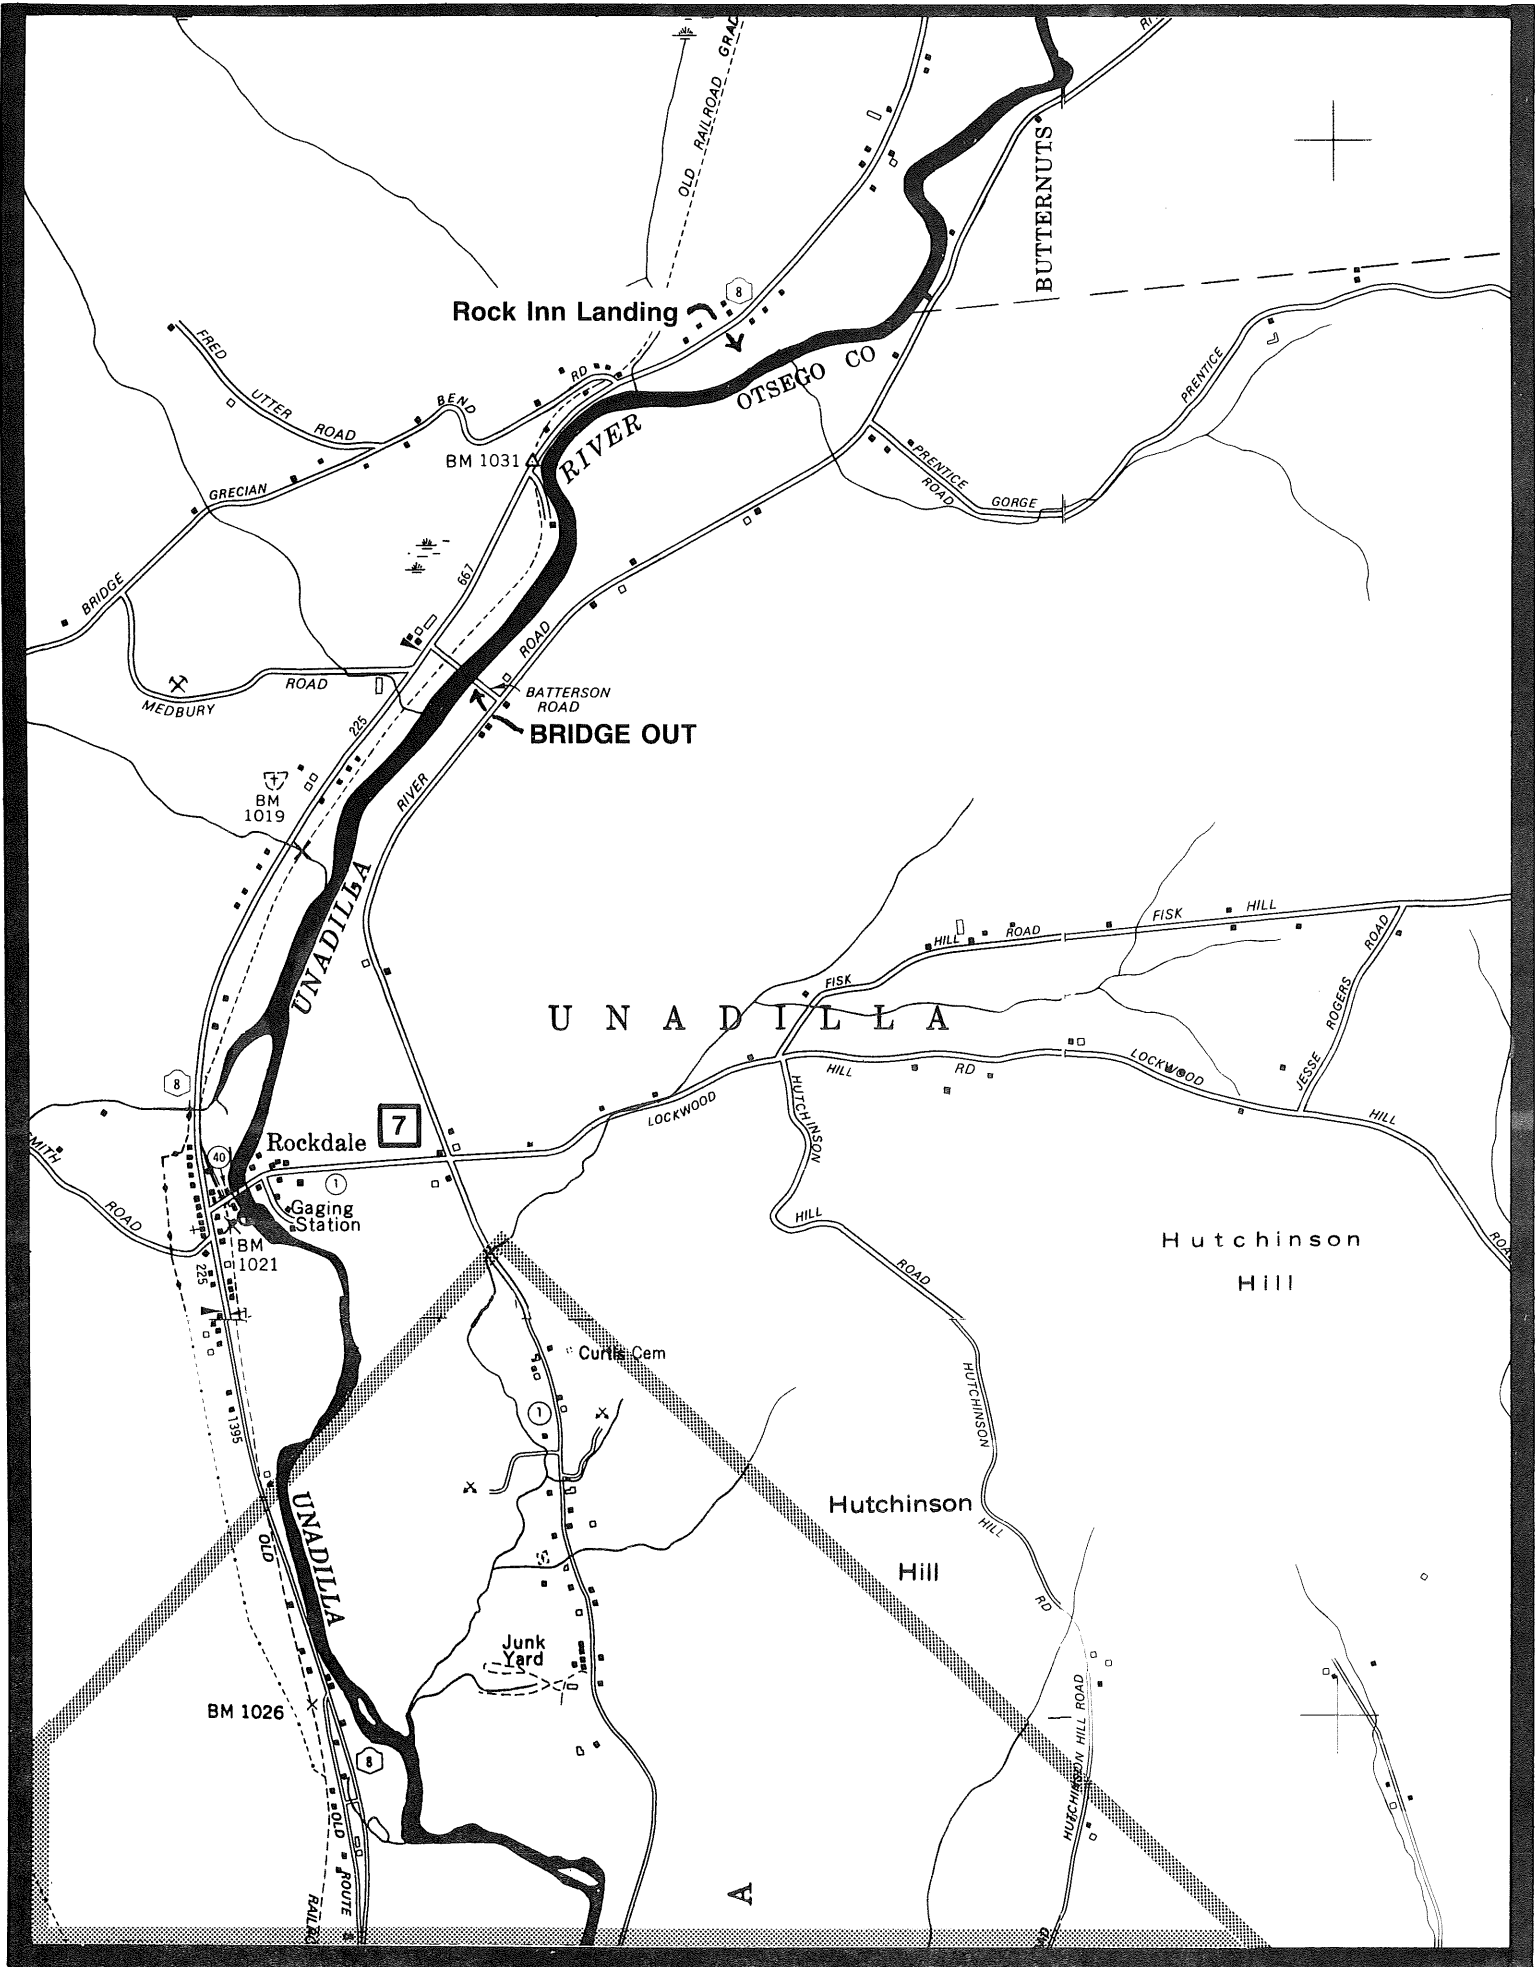 OLD RAILROAD GRAD
BUTTERNUTS
8
Rock Inn Landing
FRED
UTTER
ROAD
BEND
RD
OTSEGO CO
PRENTICE
RIVER
BM 1031
PRENTICE
ROAD
GORGE
GRECIAN
667
BRIDGE
ROAD
ROAD
MEDBURY
BATTERSON
ROAD
BRIDGE OUT
225
RIVER
BM
1019
UNADILLA
HILL
ROAD
FISK
HILL
ROAD
FISK
UNADILLA
ROGERS
JESSE
8
HILL
RD
LOCKWOOD
HUTCHINSON
LOCKWOOD
HILL
7
Rockdale
SMITH
40
1
Gaging
Station
ROAD
HILL
BM
1021
225
Hutchinson
Hill
ROAD
ROA
Curtis Cem
HUTCHINSON
1
1395
UNADILLA
OLD
Hutchinson
HILL
Hill
RD
Junk
Yard
BM 1026
HUTCHINSON HILL ROAD
8
OLD
ROUTE
8
RAILR
A